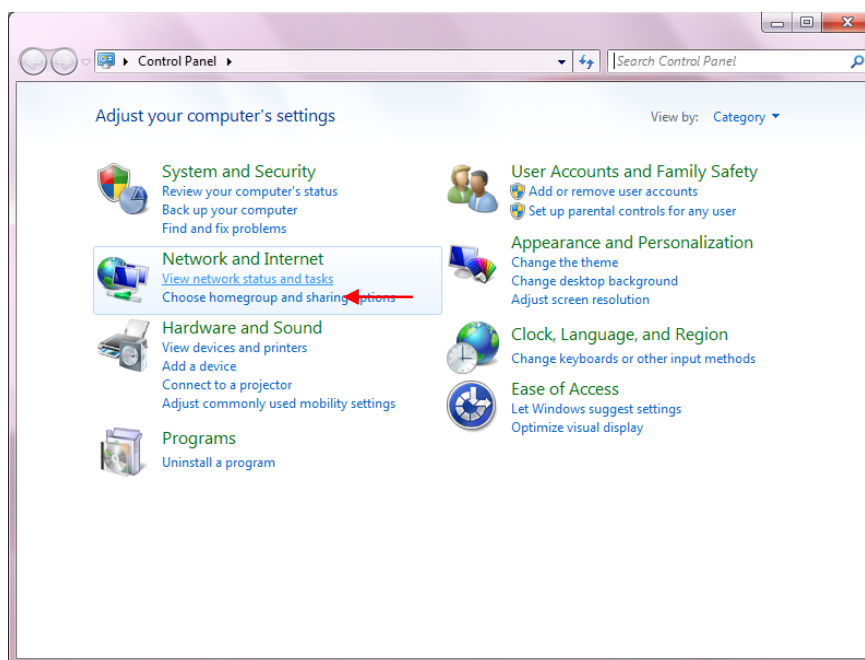 Control Panel
Search Control Panel
Adjust your computer's settings
View by: Category
System and Security
Review your computer's status
Back up your computer
Find and fix problems
Network and Internet
View network status and tasks
Choose homegroup and sharing options
Hardware and Sound
View devices and printers
Add a device
Connect to a projector
Adjust commonly used mobility settings
Programs
Uninstall a program
User Accounts and Family Safety
Add or remove user accounts
Set up parental controls for any user
Appearance and Personalization
Change the theme
Change desktop background
Adjust screen resolution
Clock, Language, and Region
Change keyboards or other input methods
Ease of Access
Let Windows suggest settings
Optimize visual display